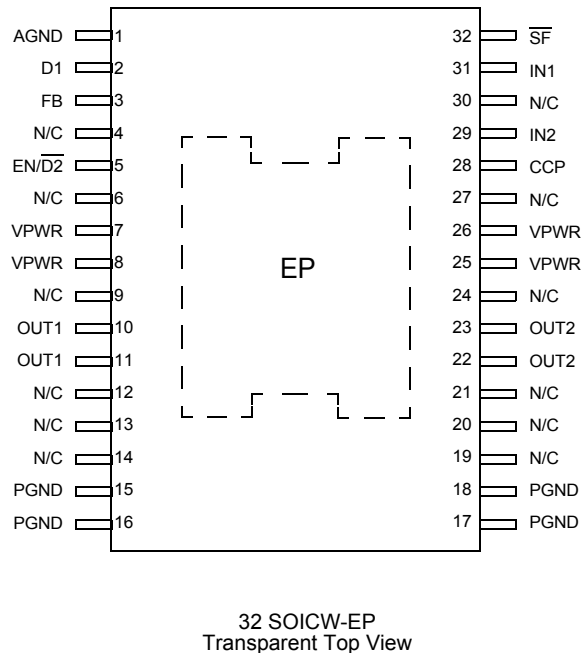 AGND 1 32 S̅F̅
D1 2 31 IN1
FB 3 30 N/C
N/C 4 29 IN2
EN/D̅2̅ 5 28 CCP
N/C 6 27 N/C
VPWR 7 26 VPWR
VPWR 8 25 VPWR
N/C 9 24 N/C
EP
OUT1 10 23 OUT2
OUT1 11 22 OUT2
N/C 12 21 N/C
N/C 13 20 N/C
N/C 14 19 N/C
PGND 15 18 PGND
PGND 16 17 PGND
32 SOICW-EP
Transparent Top View